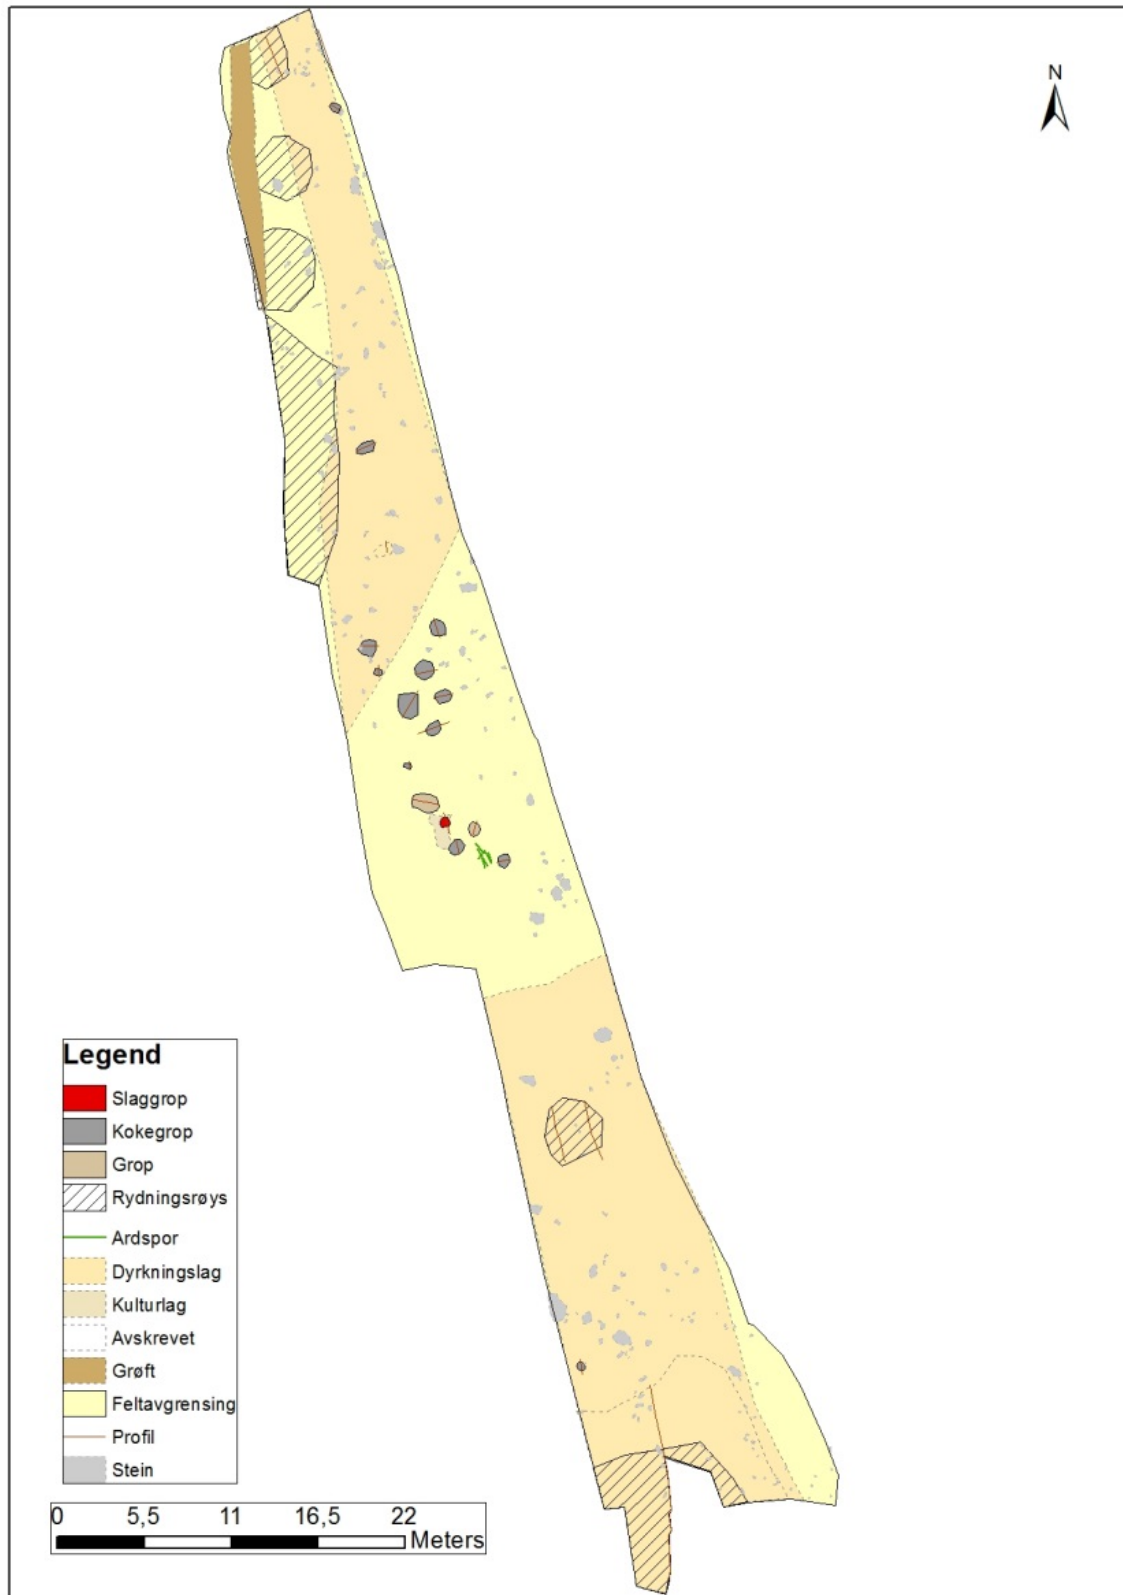 N
Legend
Slaggrop
Kokegrop
Grop
Rydningsrøys
Ardspor
Dyrkningslag
Kulturlag
Avskrevet
Grøft
Feltavgrensing
Profil
Stein
0 5,5 11 16,5 22
Meters